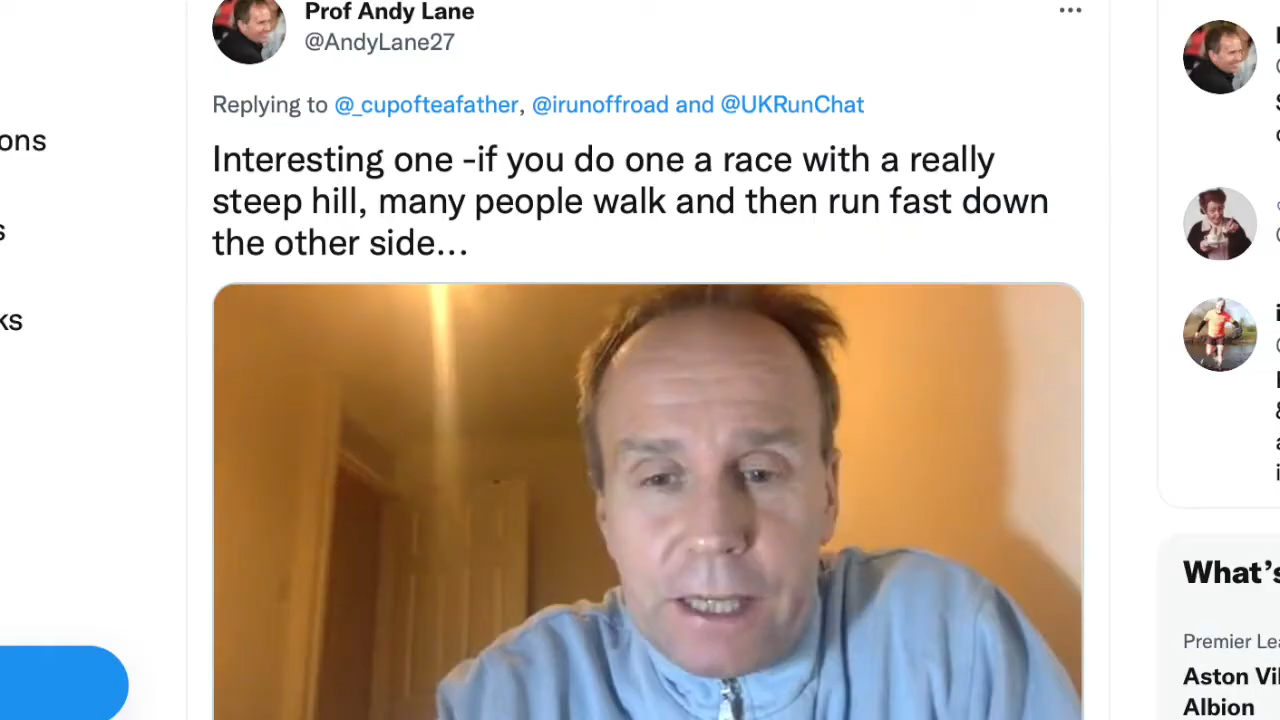 Prof Andy Lane
@AndyLane27
Replying to @_cupofteafather, @irunoffroad and @UKRunChat
Interesting one -if you do one a race with a really
steep hill, many people walk and then run fast down
the other side...
ons
s
ks
What's
Premier Lea
Aston Vil
Albion